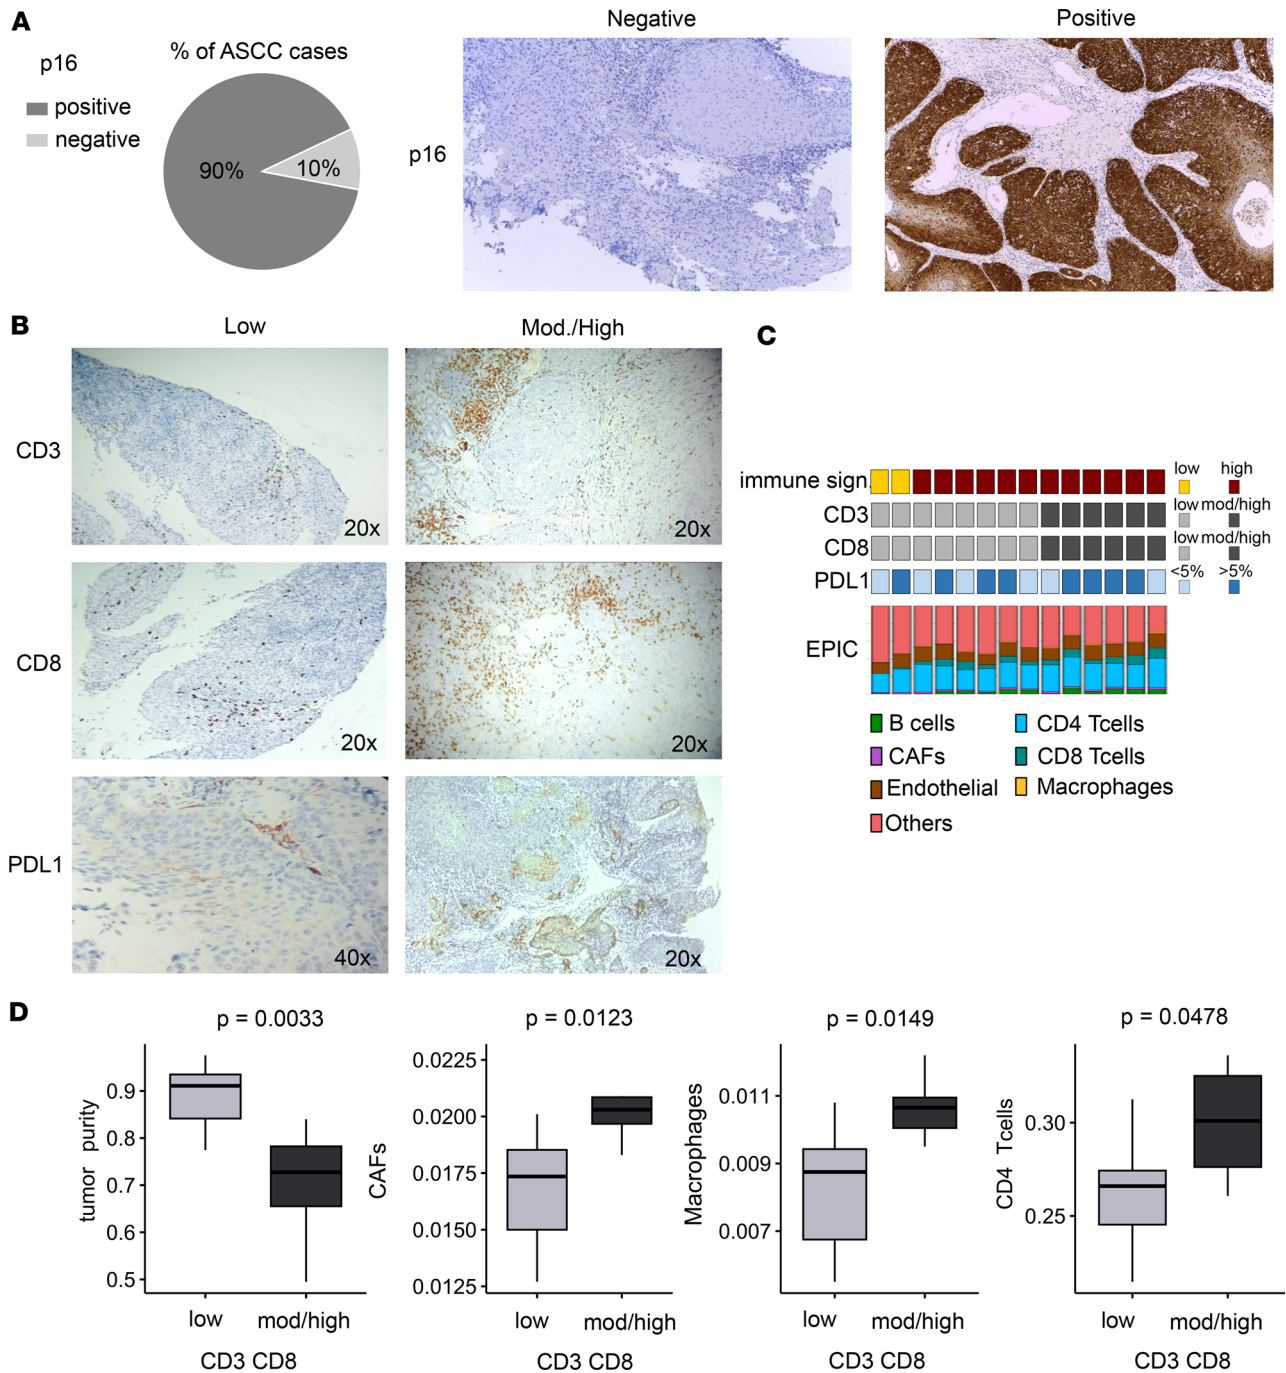 A
p16
positive
negative
% of ASCC cases
90%
10%
Negative
Positive
p16
B
Low
Mod./High
CD3
20x
20x
CD8
20x
20x
PDL1
40x
20x
C
immune sign.
low
high
CD3
low
mod/high
CD8
low
mod/high
PDL1
<5%
>5%
EPIC
B cells
CD4 Tcells
CAFs
CD8 Tcells
Endothelial
Macrophages
Others
D
p = 0.0033
tumor purity
0.9
0.8
0.7
0.6
0.5
low
mod/high
CD3 CD8
p = 0.0123
CAFs
0.0225
0.0200
0.0175
0.0150
0.0125
low
mod/high
CD3 CD8
p = 0.0149
Macrophages
0.011
0.009
0.007
low
mod/high
CD3 CD8
p = 0.0478
CD4 Tcells
0.30
0.25
low
mod/high
CD3 CD8